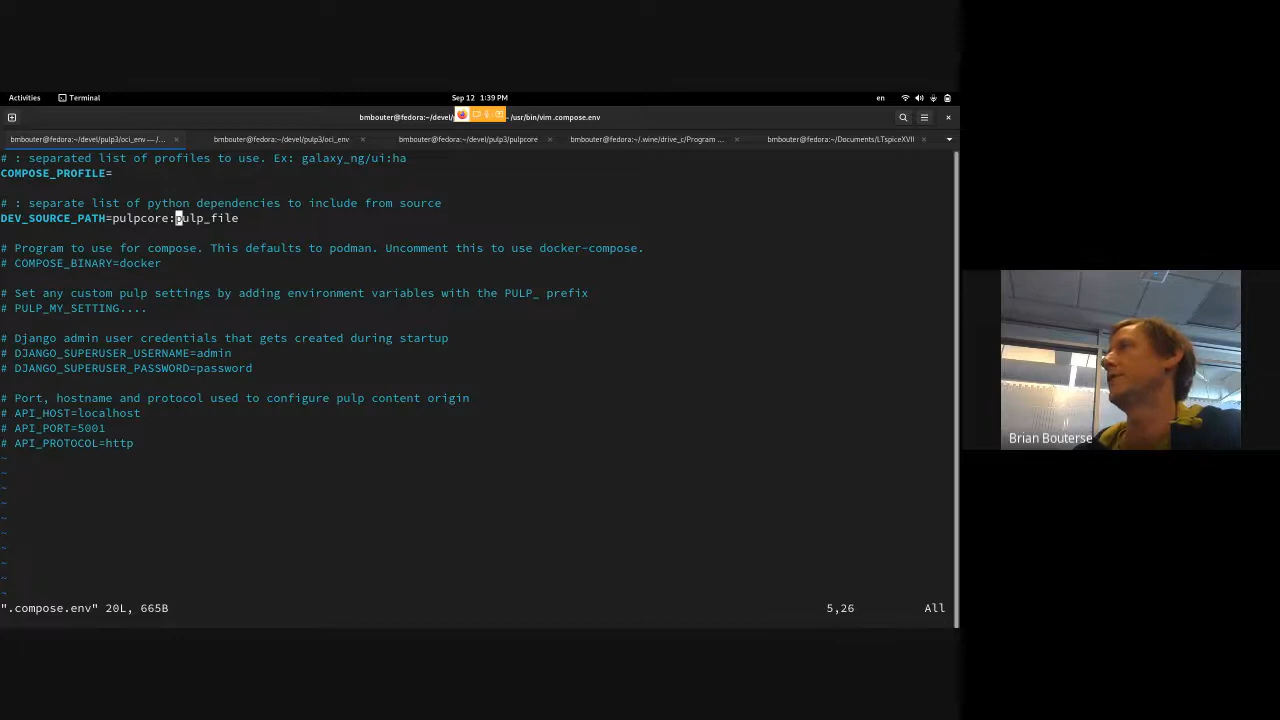 Activities
Terminal
Sep 12 1:39 PM
en
bmbouter@fedora:~/devel/
- /usr/bin/vim .compose.env
bmbouter@fedora:~/devel/pulp3/oci_env — /...
bmbouter@fedora:~/devel/pulp3/oci_env
bmbouter@fedora:~/devel/pulp3/pulpcore
bmbouter@fedora:~/.wine/drive_c/Program ...
bmbouter@fedora:~/Documents/LTspiceXVII
# : separated list of profiles to use. Ex: galaxy_ng/ui:ha
COMPOSE_PROFILE=
# : separate list of python dependencies to include from source
DEV_SOURCE_PATH=pulpcore:pulp_file
# Program to use for compose. This defaults to podman. Uncomment this to use docker-compose.
# COMPOSE_BINARY=docker
# Set any custom pulp settings by adding environment variables with the PULP_ prefix
# PULP_MY_SETTING....
# Django admin user credentials that gets created during startup
# DJANGO_SUPERUSER_USERNAME=admin
# DJANGO_SUPERUSER_PASSWORD=password
# Port, hostname and protocol used to configure pulp content origin
# API_HOST=localhost
# API_PORT=5001
# API_PROTOCOL=http
~
~
~
~
~
~
~
~
~
~
".compose.env" 20L, 665B
5,26
All
Brian Bouterse